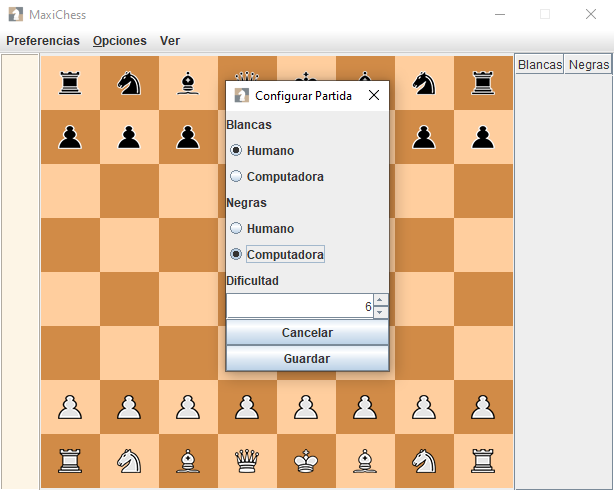 MaxiChess
Preferencias Opciones Ver
Blancas Negras
Configurar Partida
Blancas
Humano
Computadora
Negras
Humano
Computadora
Dificultad
6
Cancelar
Guardar